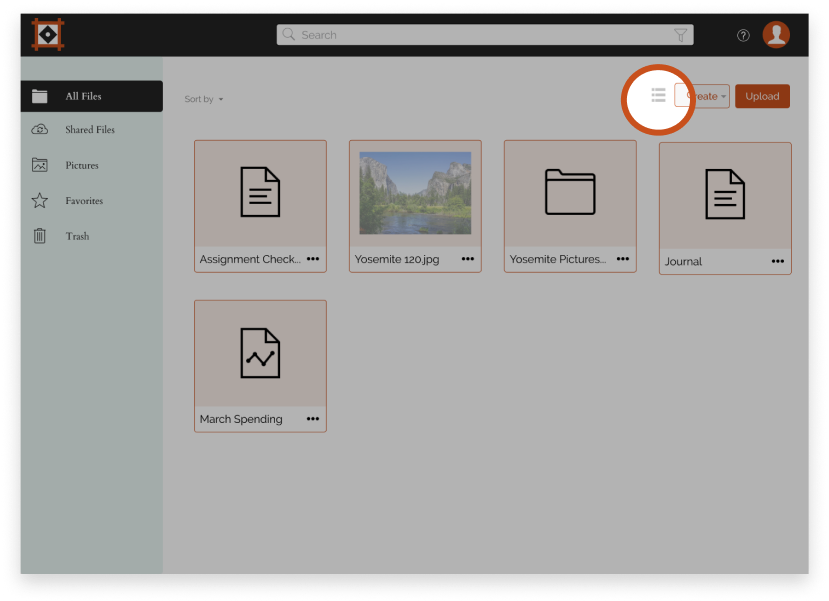 Search
?
All Files
Shared Files
Pictures
Favorites
Trash
Sort by
Create
Upload
Assignment Check...
Yosemite 120.jpg
Yosemite Pictures...
Journal
March Spending